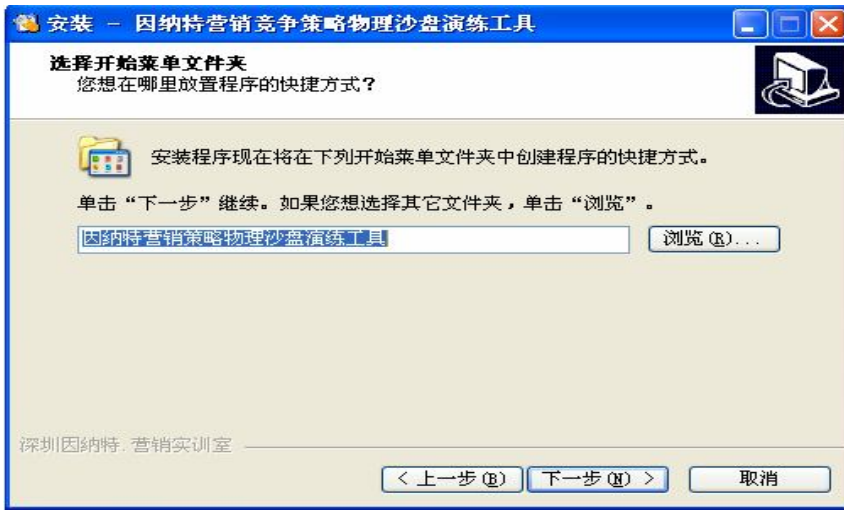 安装 - 因纳特营销竞争策略物理沙盘演练工具
选择开始菜单文件夹
您想在哪里放置程序的快捷方式？
安装程序现在将在下列开始菜单文件夹中创建程序的快捷方式。
单击“下一步”继续。如果您想选择其它文件夹，单击“浏览”。
因纳特营销策略物理沙盘演练工具
浏览(R)...
深圳因纳特.营销实训室
< 上一步(B)
下一步(N) >
取消